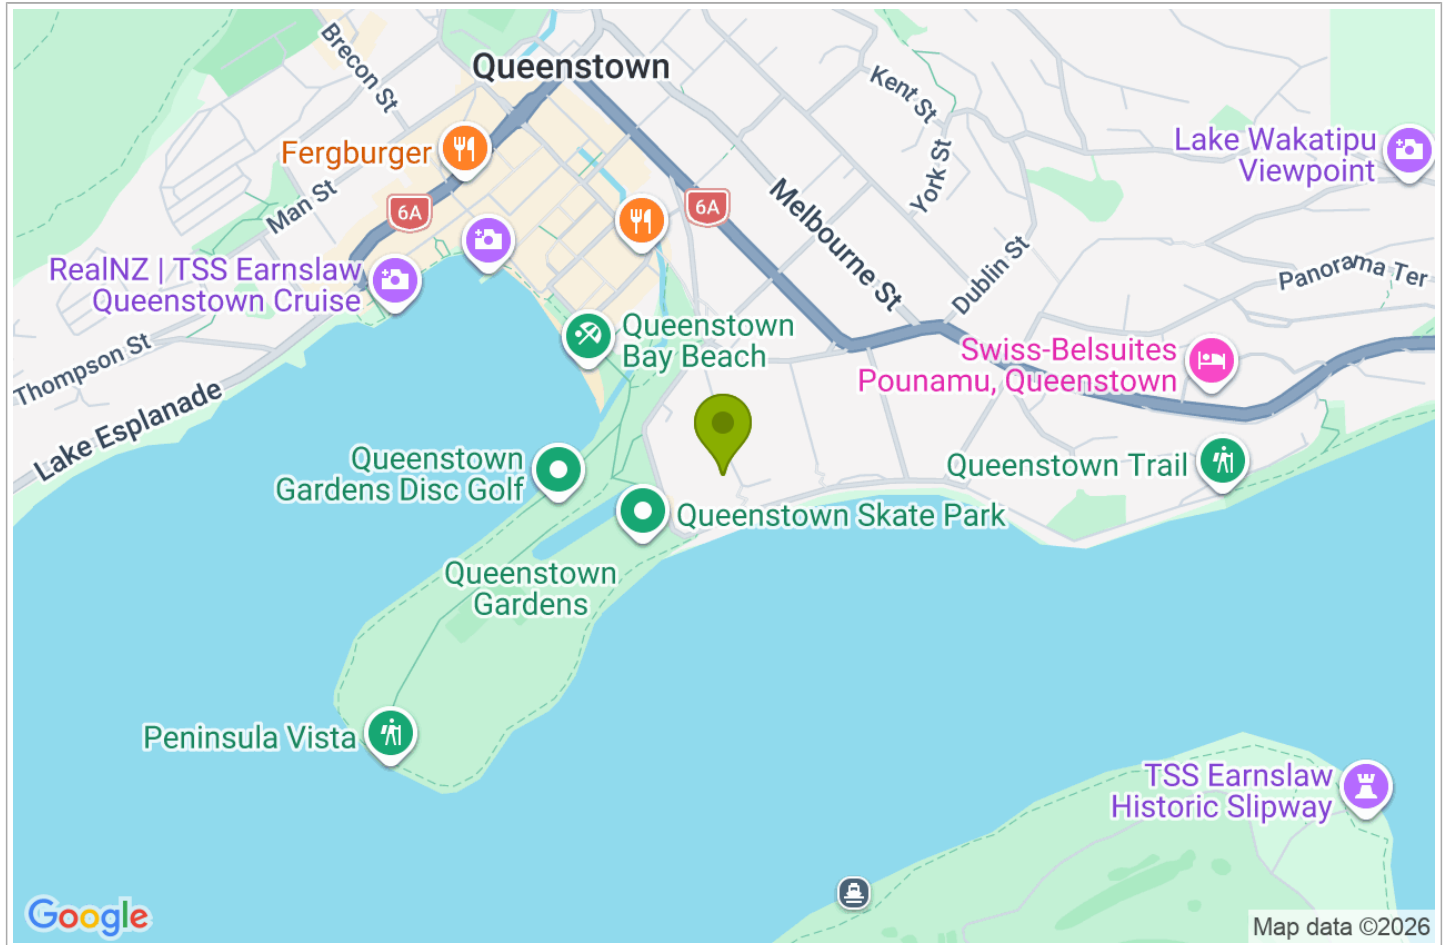 Brecon St
Queenstown
Kent St
Fergburger
Lake Wakatipu
Viewpoint
Man St
6A
6A
York St
Melbourne St
RealNZ | TSS Earnslaw
Queenstown Cruise
Dublin St
Panorama Ter
Queenstown
Bay Beach
Thompson St
Swiss-Belsuites
Pounamu, Queenstown
Lake Esplanade
Queenstown
Gardens Disc Golf
Queenstown Trail
Queenstown Skate Park
Queenstown
Gardens
Peninsula Vista
TSS Earnslaw
Historic Slipway
Google
Map data ©2026